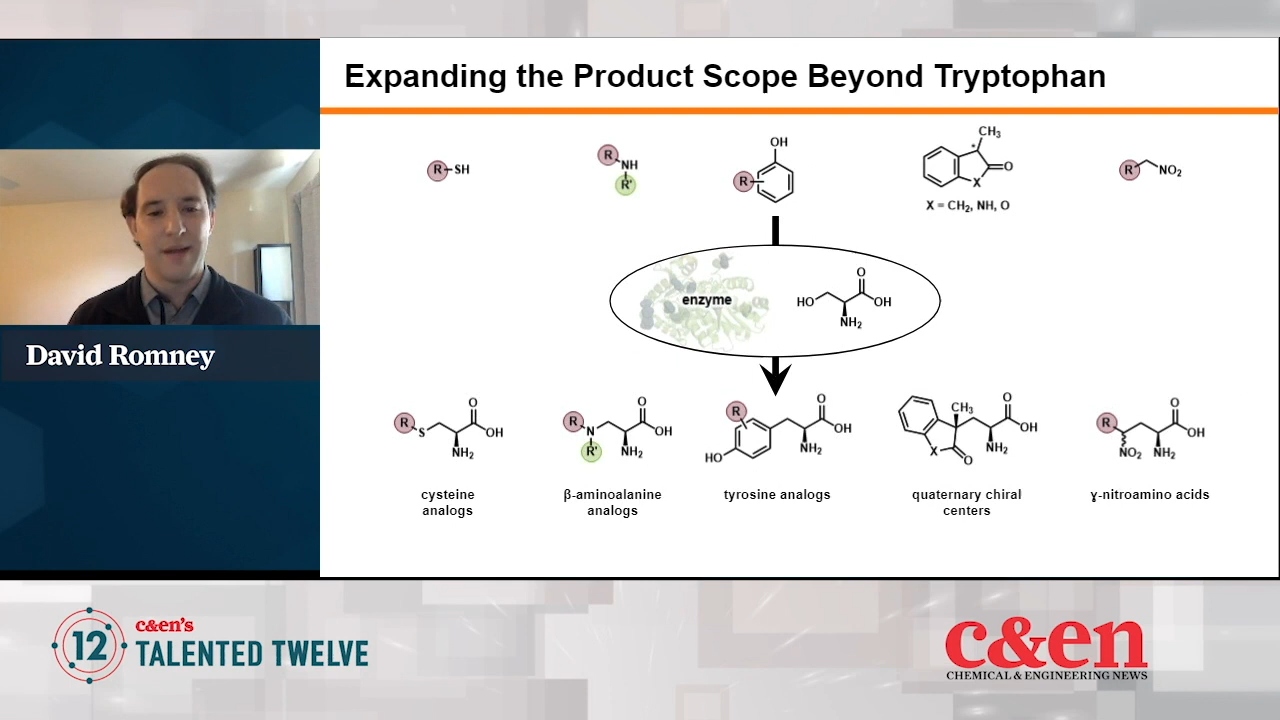 Expanding the Product Scope Beyond Tryptophan
R SH
R NH R'
OH R
CH₃ * O X
X = CH₂, NH, O
R NO₂
enzyme
HO O OH NH₂
R S O OH NH₂
R N R' O OH NH₂
R HO O OH NH₂
CH₃ X O O OH NH₂
R NO₂ O OH NH₂
cysteine
analogs
β-aminoalanine
analogs
tyrosine analogs
quaternary chiral
centers
ɣ-nitroamino acids
David Romney
12
c&en's
TALENTED TWELVE
c&en
CHEMICAL & ENGINEERING NEWS